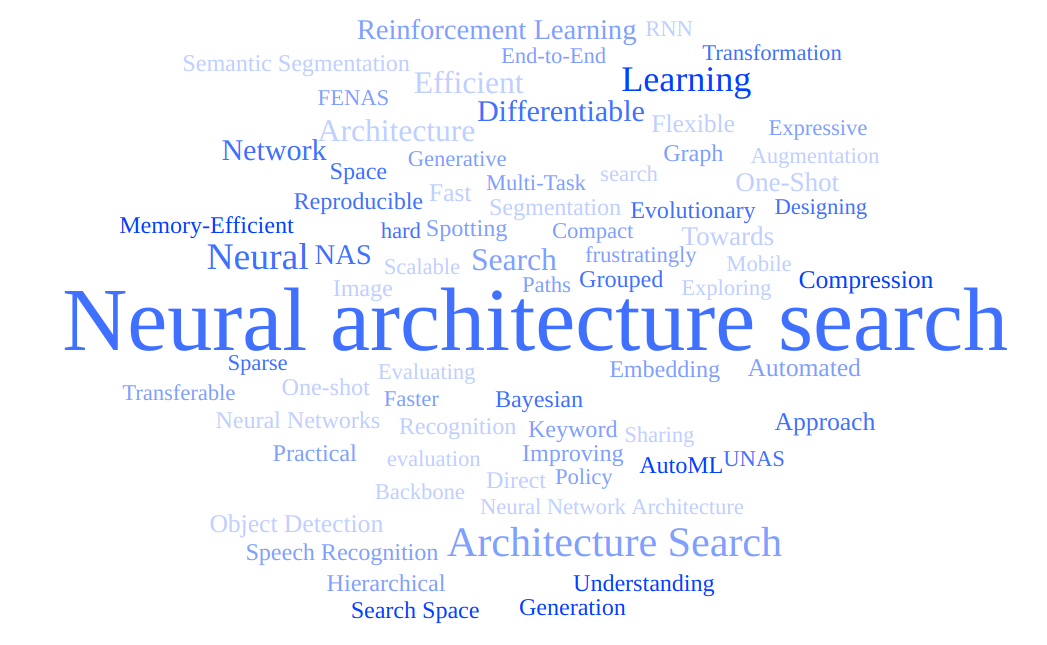 Reinforcement Learning RNN
End-to-End Transformation
Semantic Segmentation Efficient Learning
FENAS Differentiable
Architecture Flexible Expressive
Network Generative Graph Augmentation
Space Multi-Task search One-Shot
Reproducible Fast Segmentation Evolutionary Designing
Memory-Efficient hard Spotting Compact Towards
Neural NAS Scalable Search frustratingly Mobile
Image Paths Grouped Exploring Compression
Neural architecture search
Sparse Evaluating Embedding Automated
Transferable One-shot Faster Bayesian
Neural Networks Recognition Keyword Sharing Approach
Practical evaluation Improving AutoML UNAS
Backbone Direct Policy
Neural Network Architecture
Object Detection
Speech Recognition Architecture Search
Hierarchical Understanding
Search Space Generation